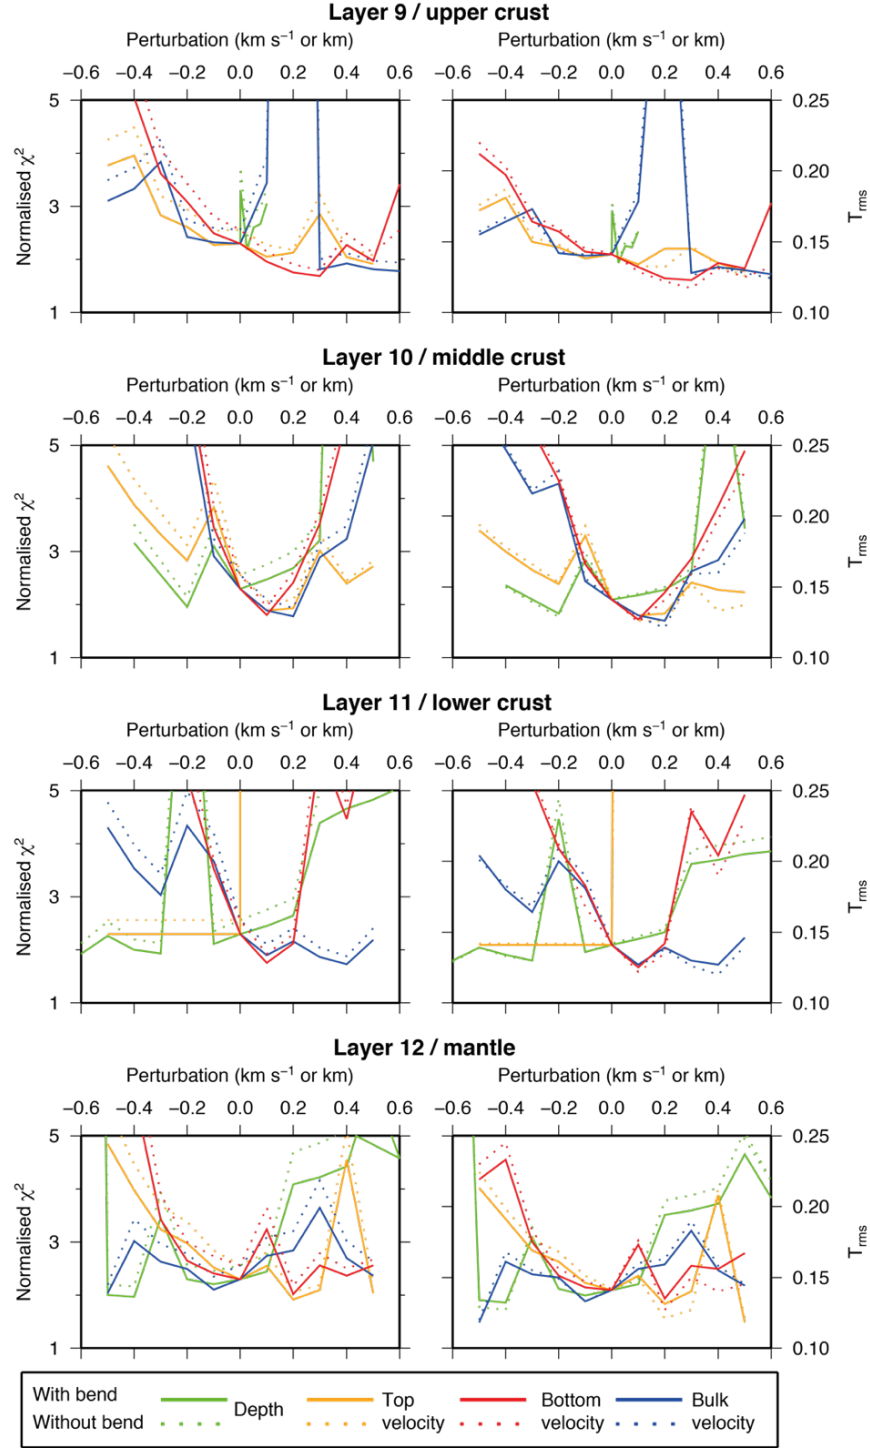 Layer 9 / upper crust
Perturbation (km s⁻¹ or km) Perturbation (km s⁻¹ or km)
−0.6 −0.4 −0.2 0.0 0.2 0.4 0.6 −0.6 −0.4 −0.2 0.0 0.2 0.4 0.6
5 0.25
0.20
3
0.15
1 0.10
Normalised χ²
Trms
Layer 10 / middle crust
Perturbation (km s⁻¹ or km) Perturbation (km s⁻¹ or km)
−0.6 −0.4 −0.2 0.0 0.2 0.4 0.6 −0.6 −0.4 −0.2 0.0 0.2 0.4 0.6
5 0.25
0.20
3
0.15
1 0.10
Normalised χ²
Trms
Layer 11 / lower crust
Perturbation (km s⁻¹ or km) Perturbation (km s⁻¹ or km)
−0.6 −0.4 −0.2 0.0 0.2 0.4 0.6 −0.6 −0.4 −0.2 0.0 0.2 0.4 0.6
5 0.25
0.20
3
0.15
1 0.10
Normalised χ²
Trms
Layer 12 / mantle
Perturbation (km s⁻¹ or km) Perturbation (km s⁻¹ or km)
−0.6 −0.4 −0.2 0.0 0.2 0.4 0.6 −0.6 −0.4 −0.2 0.0 0.2 0.4 0.6
5 0.25
0.20
3
0.15
1 0.10
Normalised χ²
Trms
With bend
Without bend
Depth
Top
velocity
Bottom
velocity
Bulk
velocity